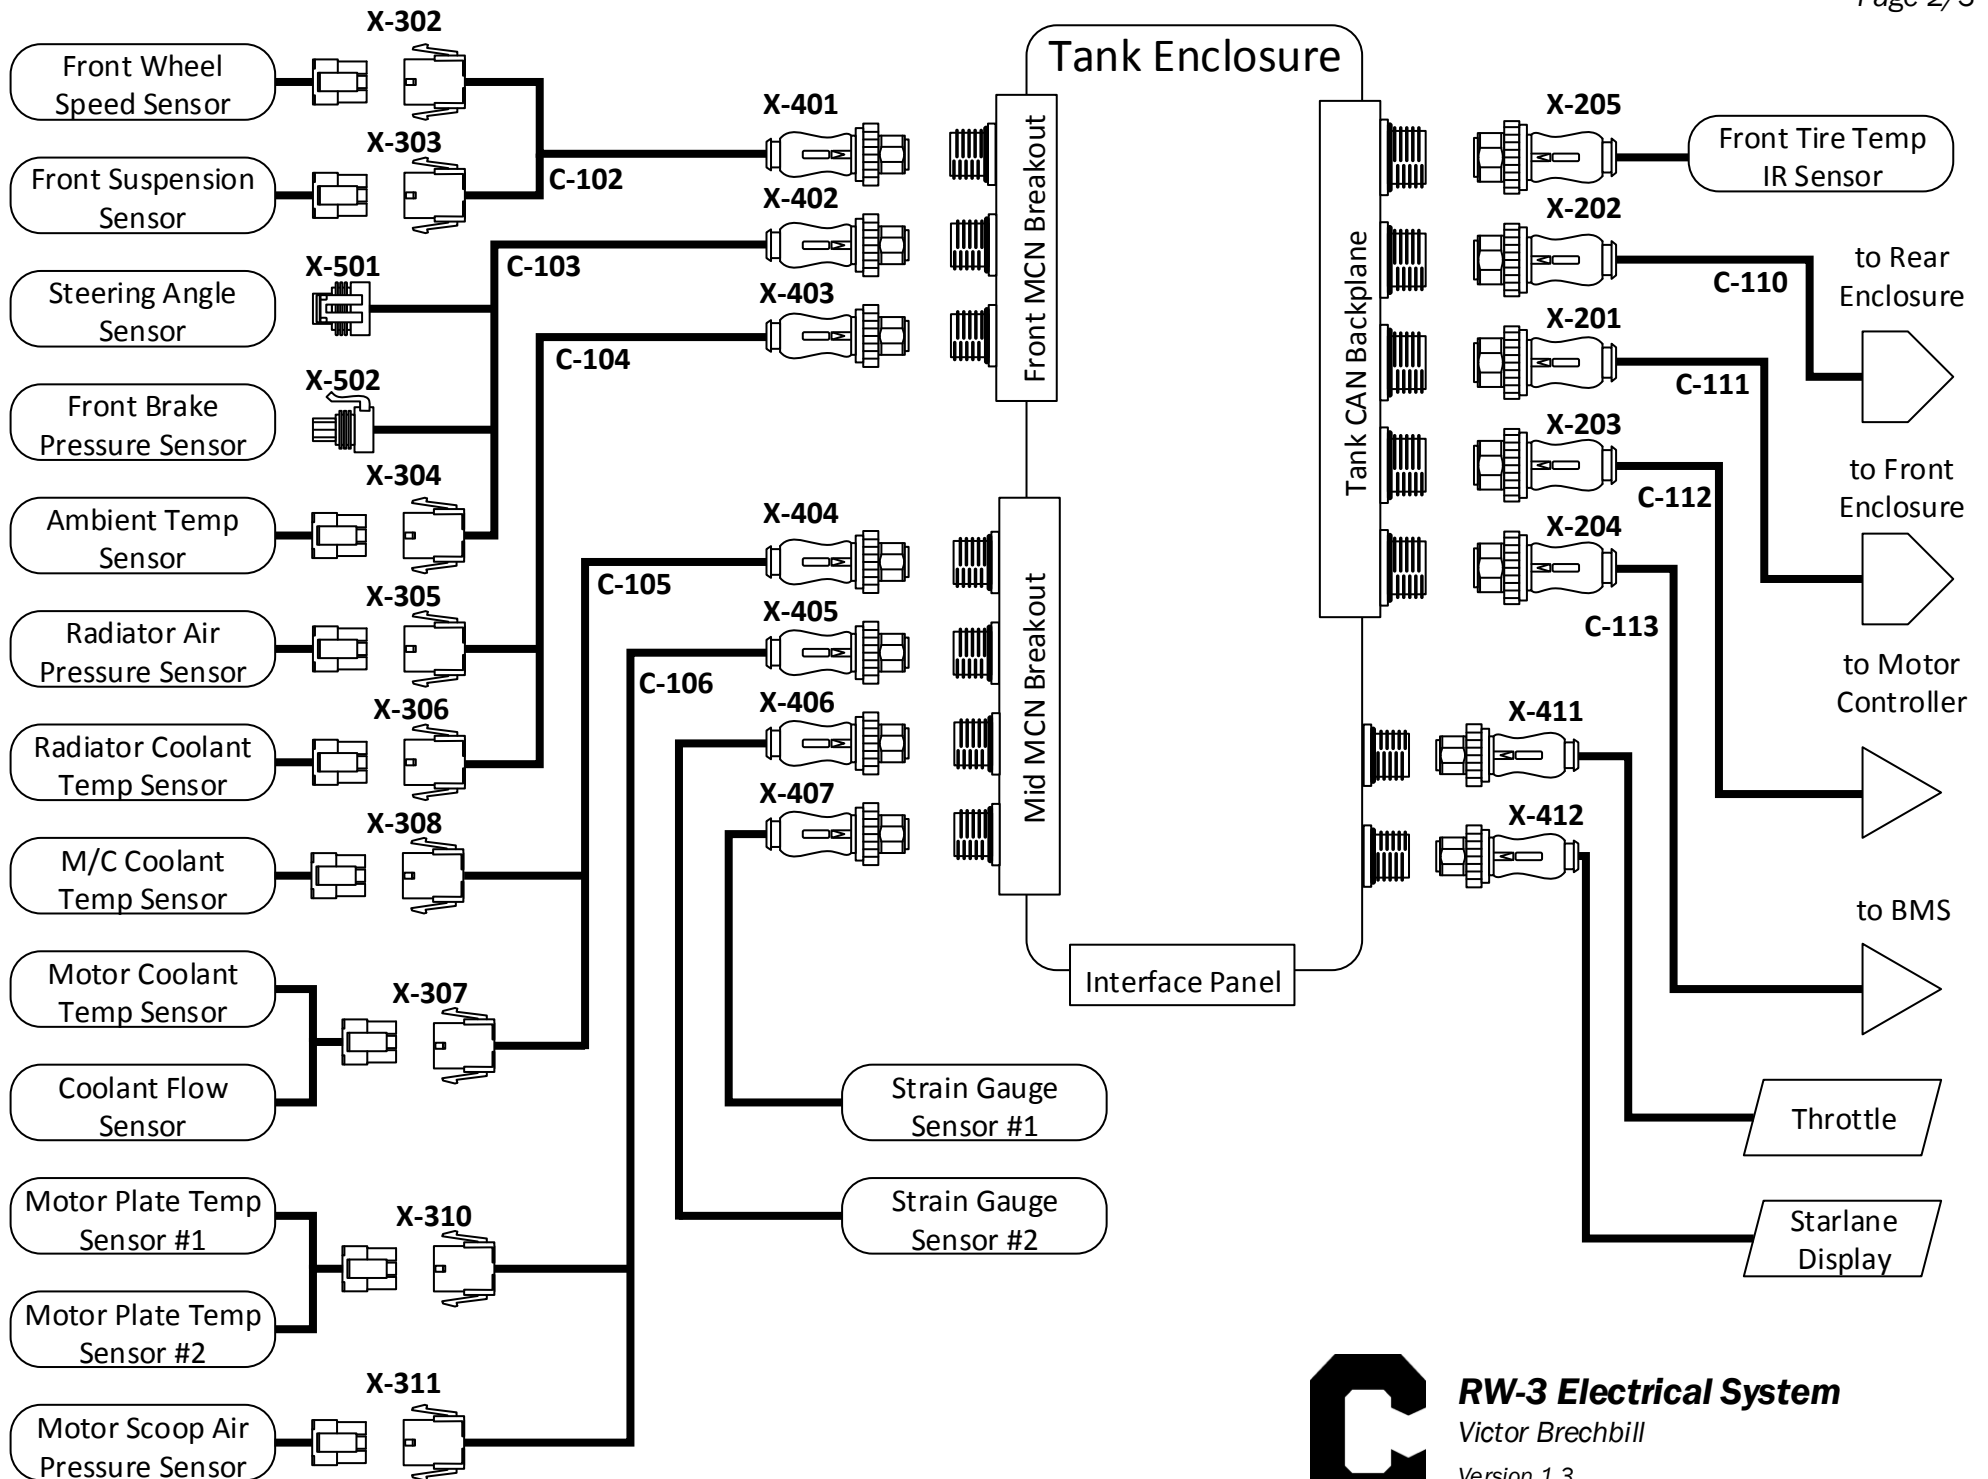 Page 2/3
X-302
Front Wheel
Speed Sensor
X-303
Front Suspension
Sensor
C-102
X-501
Steering Angle
Sensor
C-103
X-502
Front Brake
Pressure Sensor
C-104
X-304
Ambient Temp
Sensor
X-305
Radiator Air
Pressure Sensor
C-105
X-306
Radiator Coolant
Temp Sensor
C-106
X-308
M/C Coolant
Temp Sensor
Motor Coolant
Temp Sensor
X-307
Coolant Flow
Sensor
Motor Plate Temp
Sensor #1
X-310
Motor Plate Temp
Sensor #2
X-311
Motor Scoop Air
Pressure Sensor
X-401
X-402
X-403
X-404
X-405
X-406
X-407
Tank Enclosure
Front MCN Breakout
Mid MCN Breakout
Tank CAN Backplane
Interface Panel
Strain Gauge
Sensor #1
Strain Gauge
Sensor #2
X-205
Front Tire Temp
IR Sensor
X-202
C-110
to Rear
Enclosure
X-201
C-111
to Front
Enclosure
X-203
C-112
X-204
C-113
to Motor
Controller
X-411
X-412
to BMS
Throttle
Starlane
Display
RW-3 Electrical System
Victor Brechbill
Version 1.3